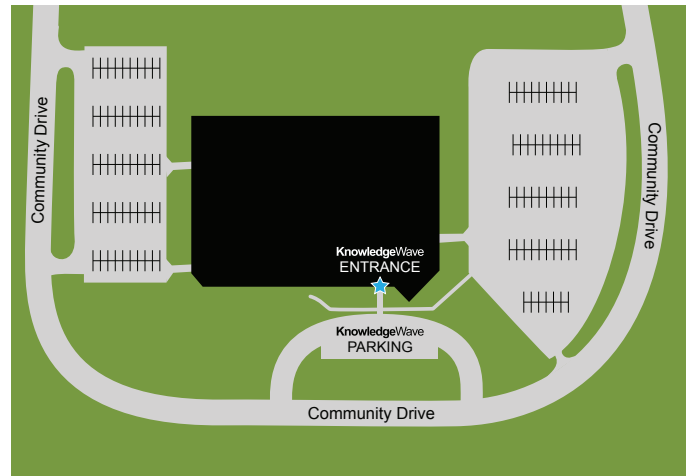 Community Drive
Community Drive
KnowledgeWave
ENTRANCE
KnowledgeWave
PARKING
Community Drive